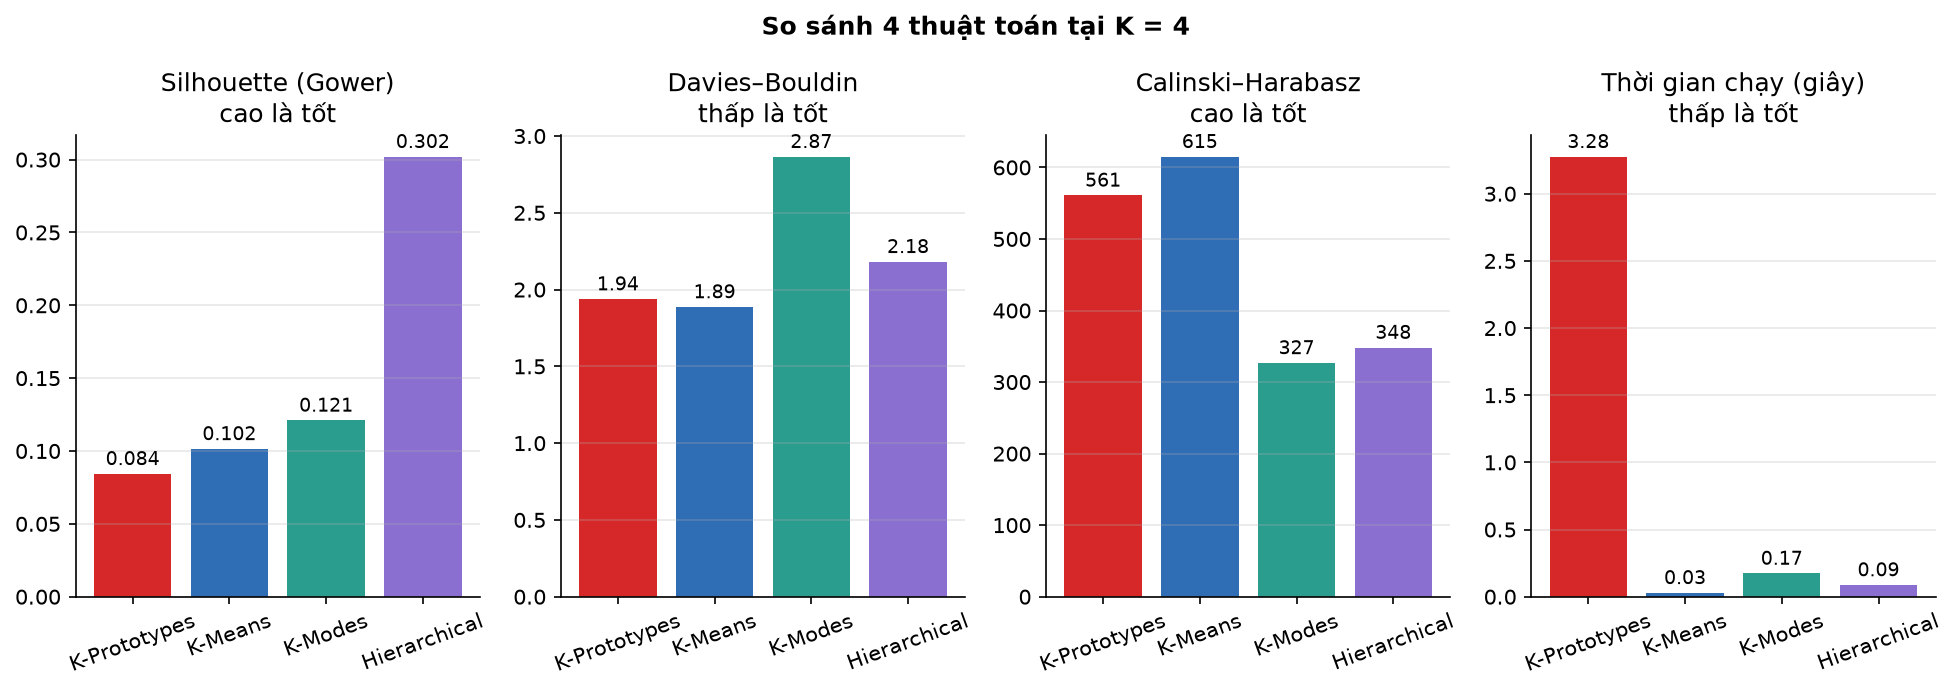 So sánh 4 thuật toán tại K = 4
Silhouette (Gower)
cao là tốt
0.30
0.25
0.20
0.15
0.10
0.05
0.00
0.084
0.102
0.121
0.302
K-Prototypes
K-Means
K-Modes
Hierarchical
Davies–Bouldin
thấp là tốt
3.0
2.5
2.0
1.5
1.0
0.5
0.0
1.94
1.89
2.87
2.18
K-Prototypes
K-Means
K-Modes
Hierarchical
Calinski–Harabasz
cao là tốt
600
500
400
300
200
100
0
561
615
327
348
K-Prototypes
K-Means
K-Modes
Hierarchical
Thời gian chạy (giây)
thấp là tốt
3.0
2.5
2.0
1.5
1.0
0.5
0.0
3.28
0.03
0.17
0.09
K-Prototypes
K-Means
K-Modes
Hierarchical